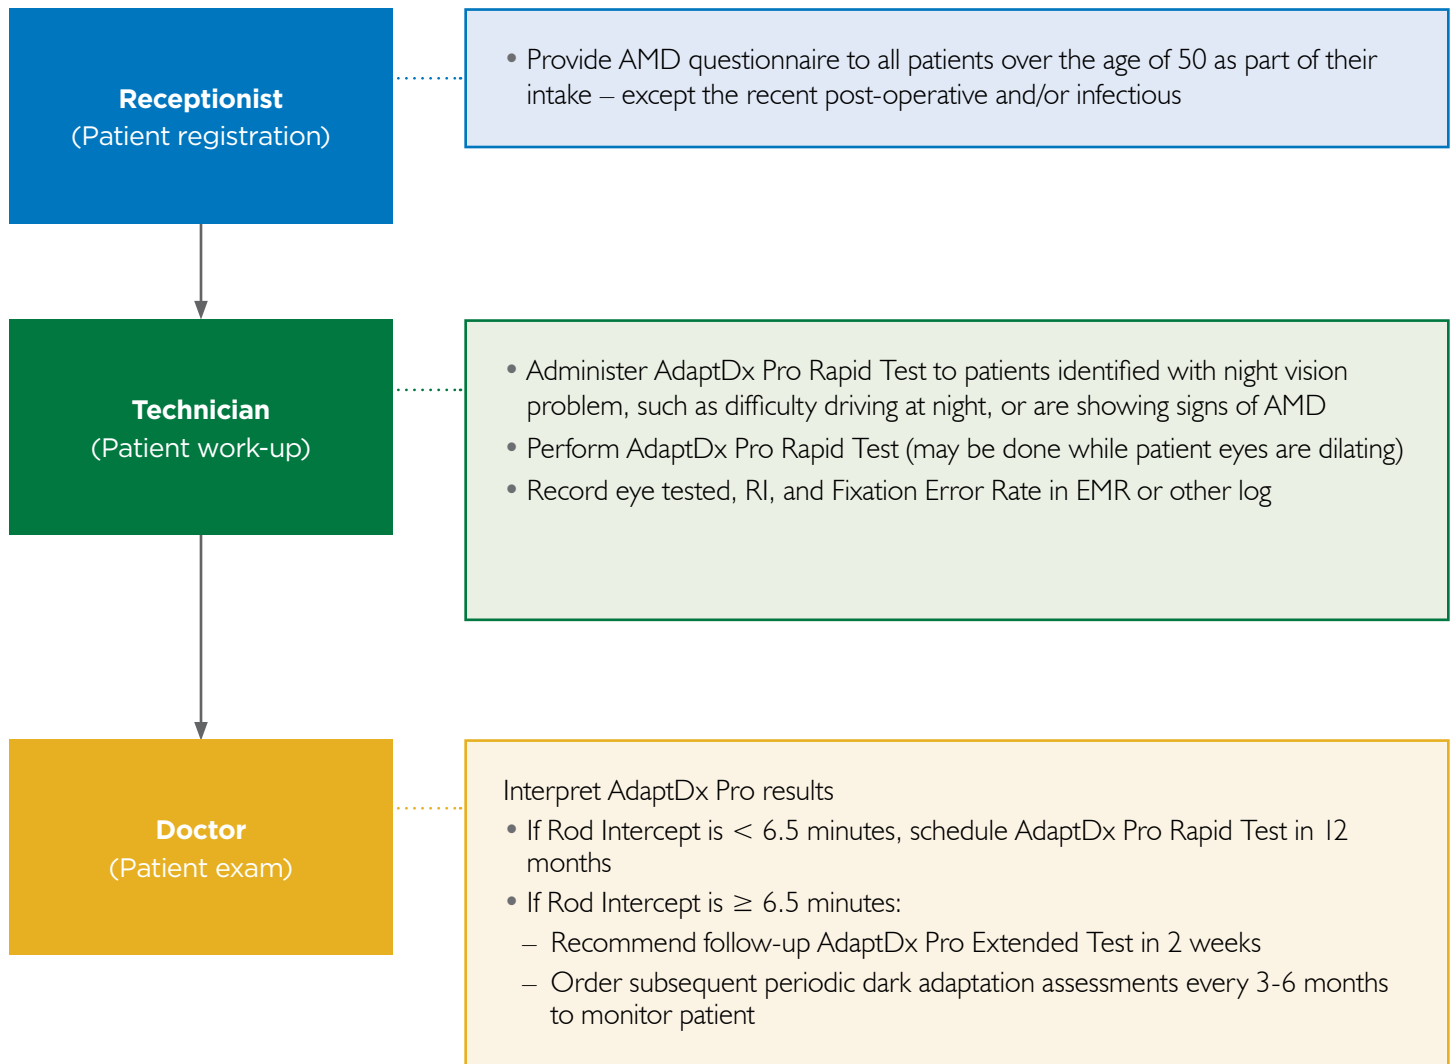 Receptionist
(Patient registration)
• Provide AMD questionnaire to all patients over the age of 50 as part of their
intake – except the recent post-operative and/or infectious
Technician
(Patient work-up)
• Administer AdaptDx Pro Rapid Test to patients identified with night vision
problem, such as difficulty driving at night, or are showing signs of AMD
• Perform AdaptDx Pro Rapid Test (may be done while patient eyes are dilating)
• Record eye tested, RI, and Fixation Error Rate in EMR or other log
Doctor
(Patient exam)
Interpret AdaptDx Pro results
• If Rod Intercept is < 6.5 minutes, schedule AdaptDx Pro Rapid Test in 12
months
• If Rod Intercept is ≥ 6.5 minutes:
– Recommend follow-up AdaptDx Pro Extended Test in 2 weeks
– Order subsequent periodic dark adaptation assessments every 3-6 months
to monitor patient